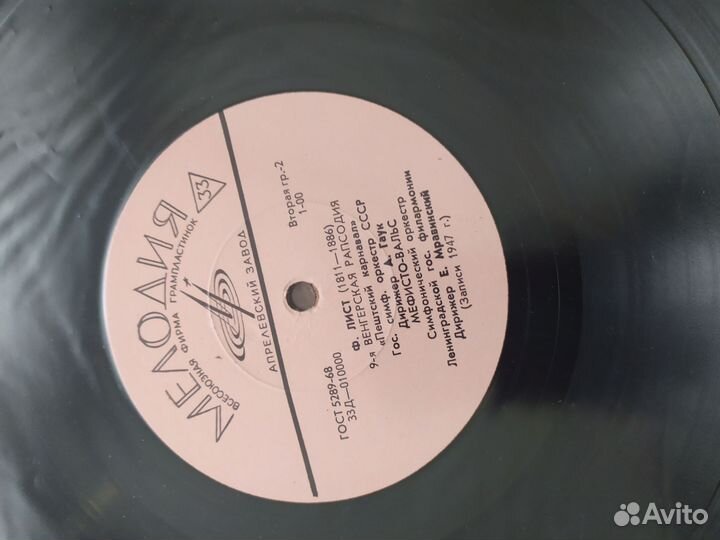 МЕЛОДИЯ
ВСЕСОЮЗНАЯ ФИРМА ГРАМПЛАСТИНОК
33
АПРЕЛЕВСКИЙ ЗАВОД
ГОСТ 5289-68
33Д—010000
Вторая гр.-2
1-00
Ф. ЛИСТ (1811—1886)
ВЕНГЕРСКАЯ РАПСОДИЯ
9-я «Пештский карнавал»
Гос. симф. оркестр СССР
Дирижер А. Гаук
МЕФИСТО-ВАЛЬС
Симфонический оркестр
Ленинградской гос. филармонии
Дирижер Е. Мравинский
(Записи 1947 г.)
Avito